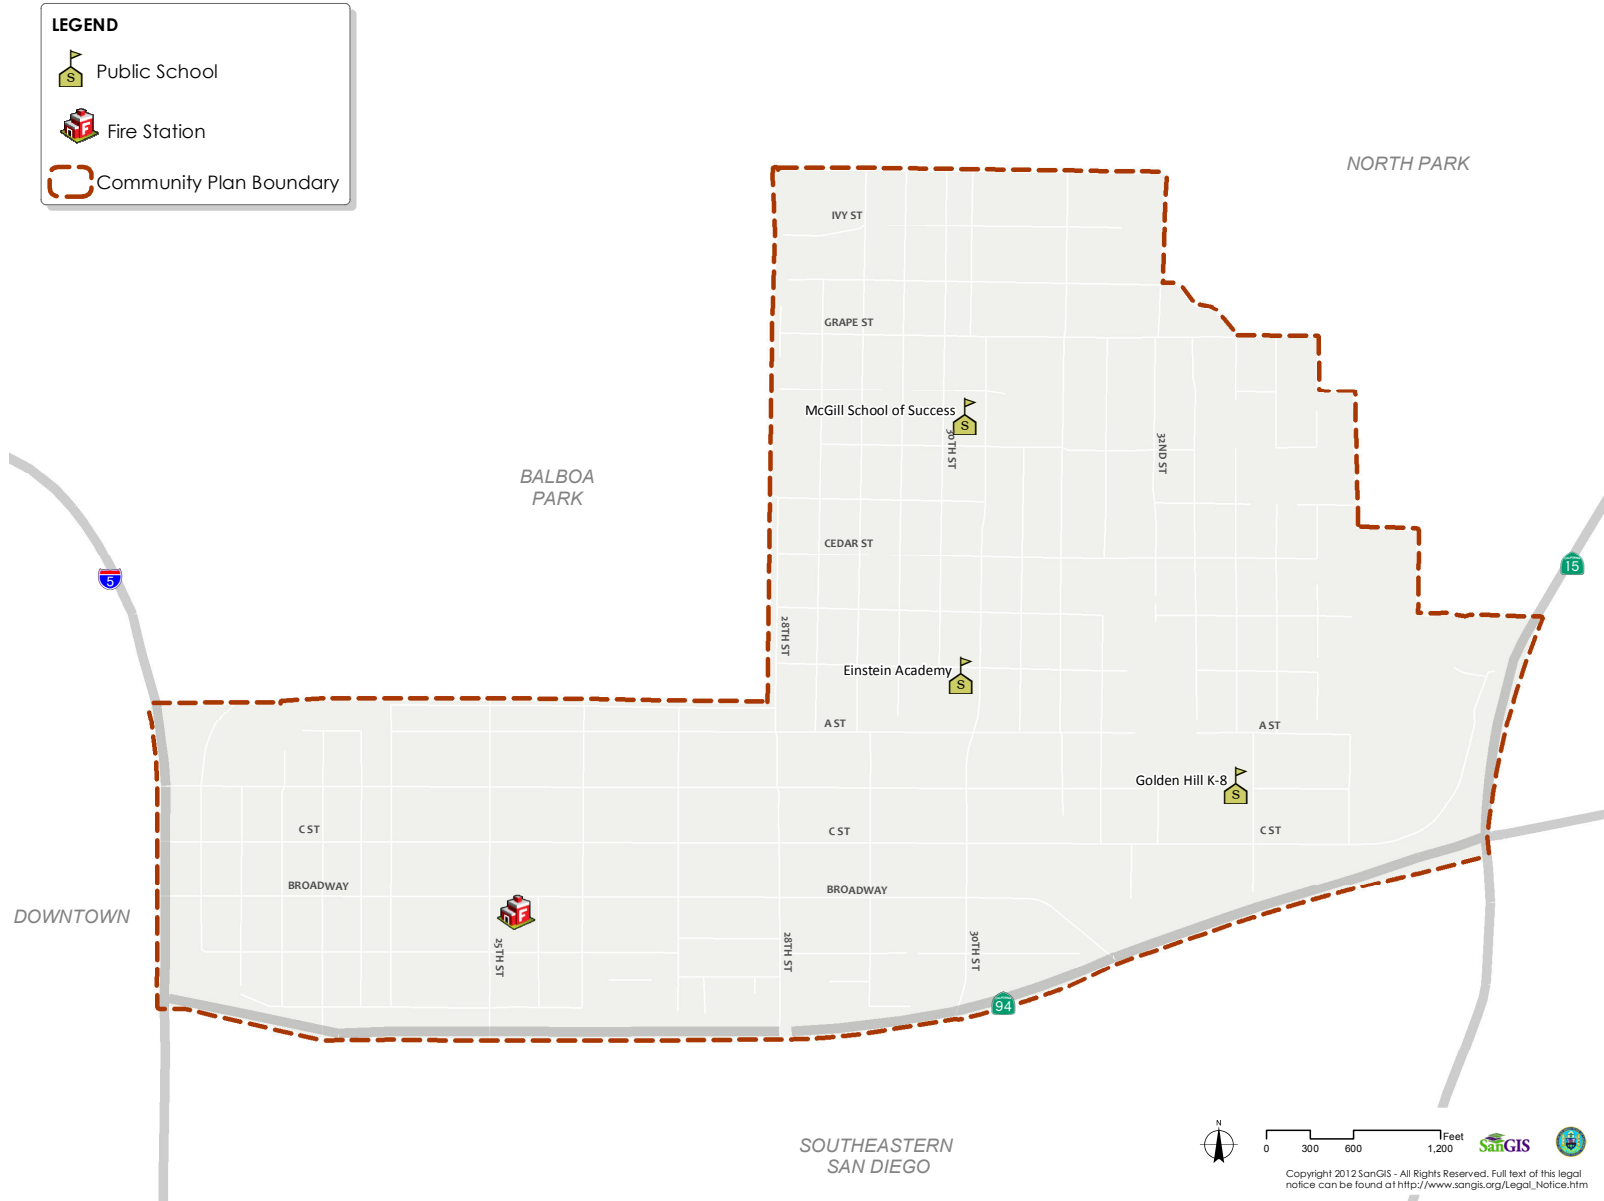 LEGEND
S
Public School
F
Fire Station
Community Plan Boundary
NORTH PARK
IVY ST
GRAPE ST
McGill School of Success
S
30TH ST
32ND ST
BALBOA
PARK
CEDAR ST
5
15
28TH ST
Einstein Academy
S
A ST
A ST
Golden Hill K-8
S
C ST
C ST
C ST
BROADWAY
BROADWAY
DOWNTOWN
F
25TH ST
28TH ST
30TH ST
94
SOUTHEASTERN
SAN DIEGO
N
Feet
0 300 600 1,200
SanGIS
Copyright 2012 SanGIS - All Rights Reserved. Full text of this legal
notice can be found at http://www.sangis.org/Legal_Notice.htm